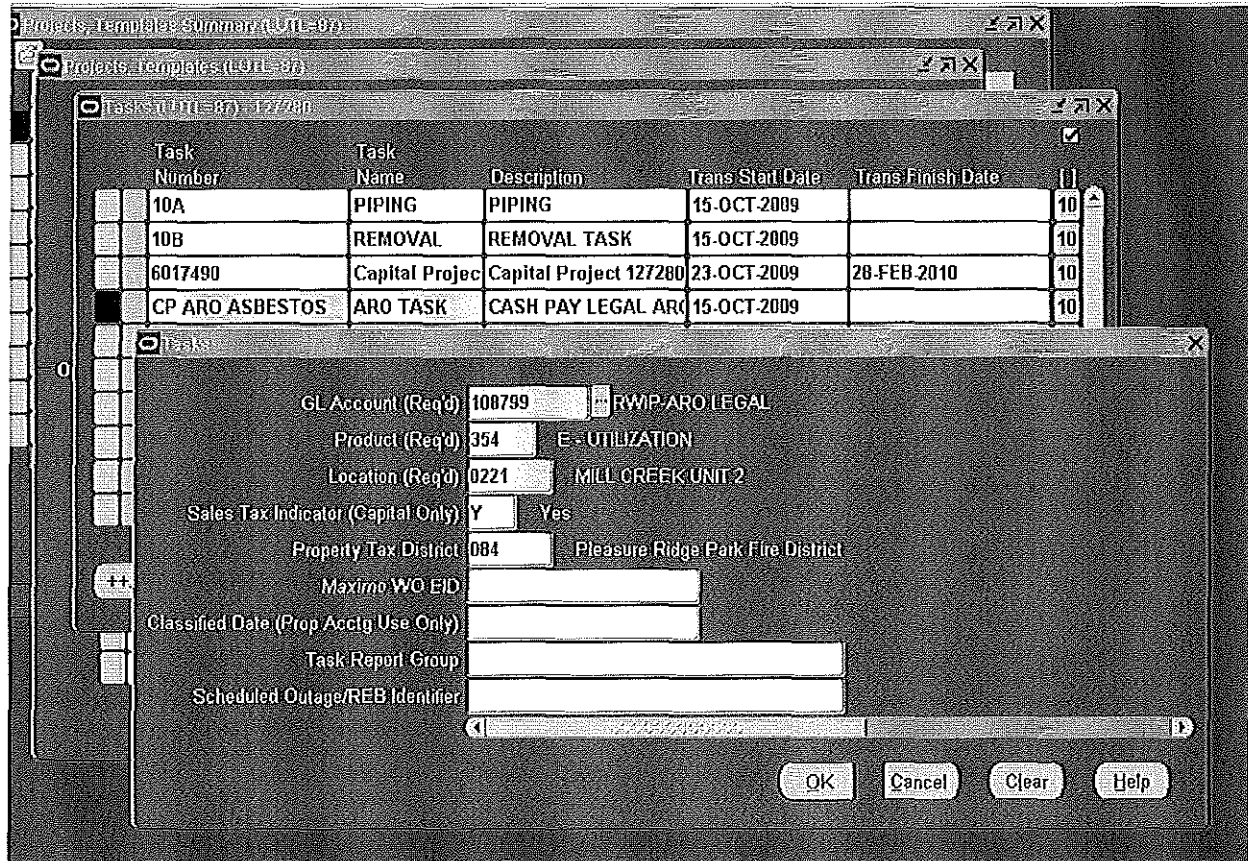 Projects, Templates Summary (LUTL-87)
Projects, Templates (LUTL-87)
Tasks (LUTL-87) - 127280
Task Number Task Name Description Trans Start Date Trans Finish Date [ ]
10A PIPING PIPING 15-OCT-2009 10
10B REMOVAL REMOVAL TASK 15-OCT-2009 10
6017490 Capital Projec Capital Project 127280 23-OCT-2009 28-FEB-2010 10
CP ARO ASBESTOS ARO TASK CASH PAY LEGAL ARO 15-OCT-2009 10
Tasks
GL Account (Req'd) 108799 ... RWIP-ARO LEGAL
Product (Req'd) 354 E - UTILIZATION
Location (Req'd) 0221 MILL CREEK UNIT 2
Sales Tax Indicator (Capital Only) Y Yes
Property Tax District 084 Pleasure Ridge Park Fire District
Maximo WO EID
Classified Date (Prop Acctg Use Only)
Task Report Group
Scheduled Outage/REB Identifier
OK Cancel Clear Help